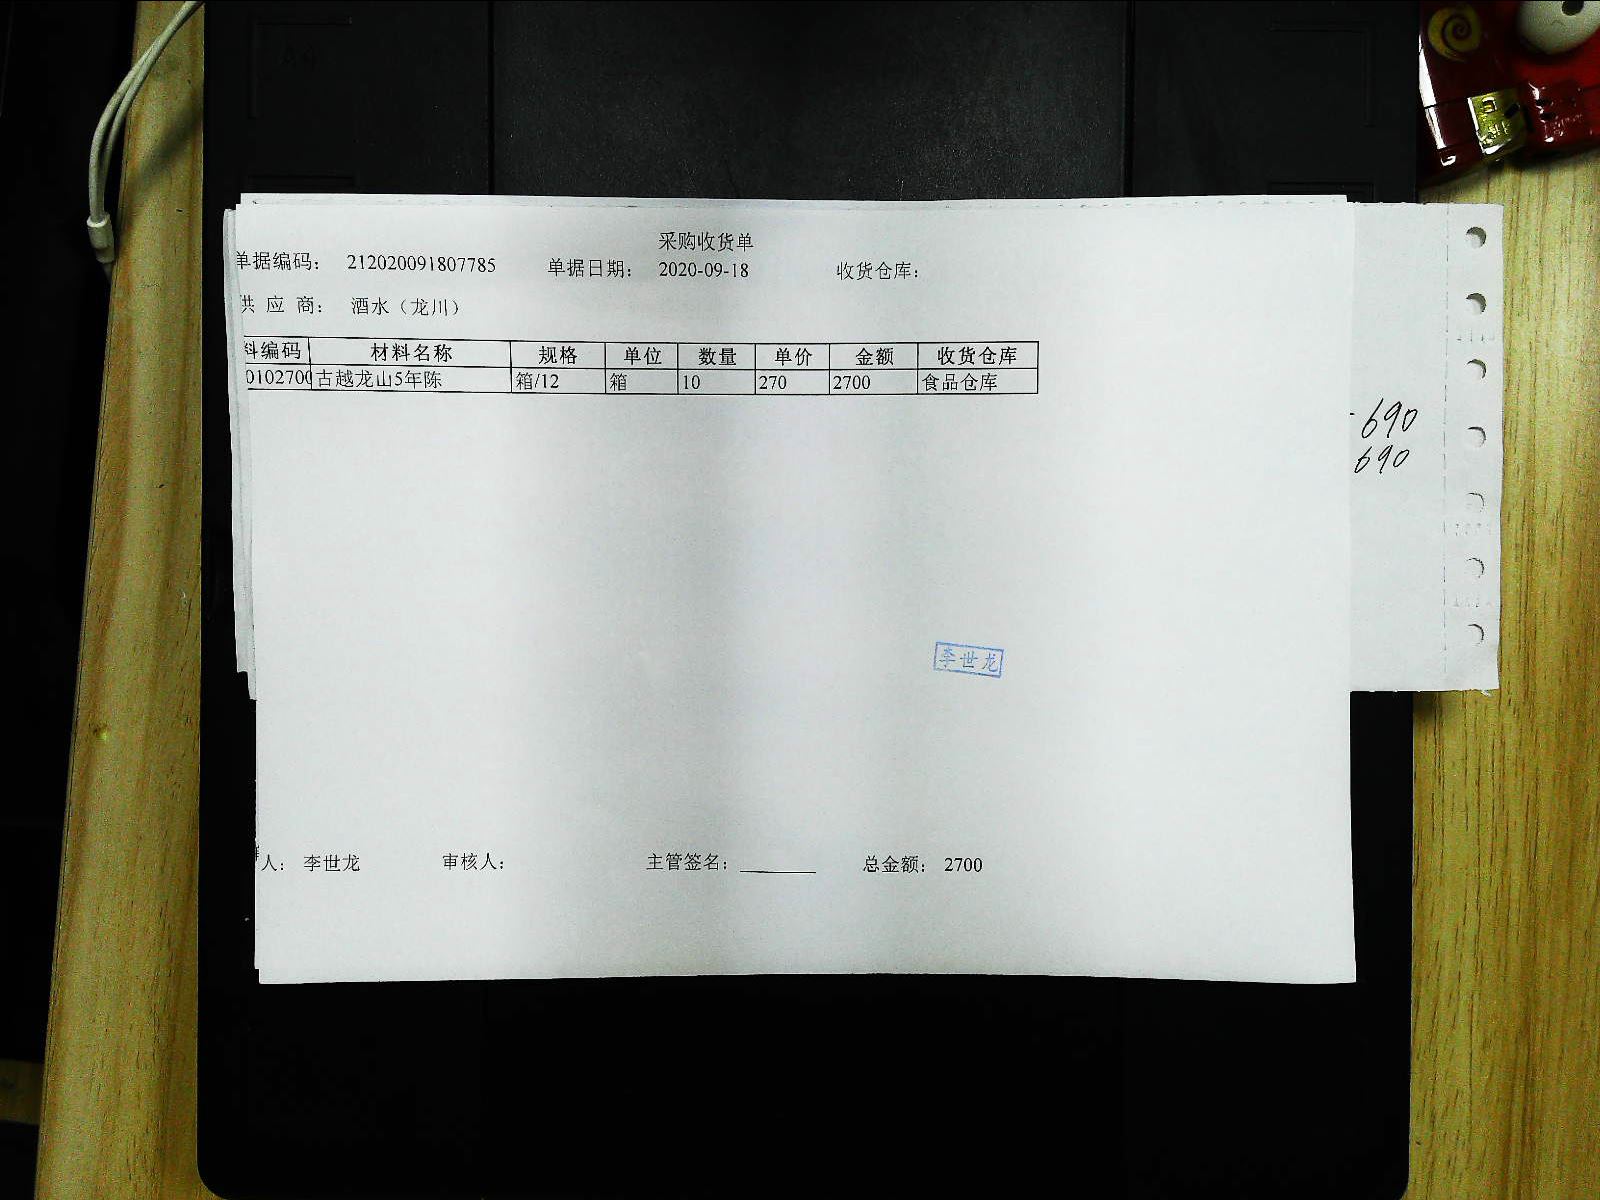 采购收货单
单据编码: 212020091807785 单据日期: 2020-09-18 收货仓库:
供 应 商: 酒水（龙川）
料编码 材料名称 规格 单位 数量 单价 金额 收货仓库
0102700 古越龙山5年陈 箱/12 箱 10 270 2700 食品仓库
690
690
李世龙
人: 李世龙 审核人: 主管签名: 总金额: 2700